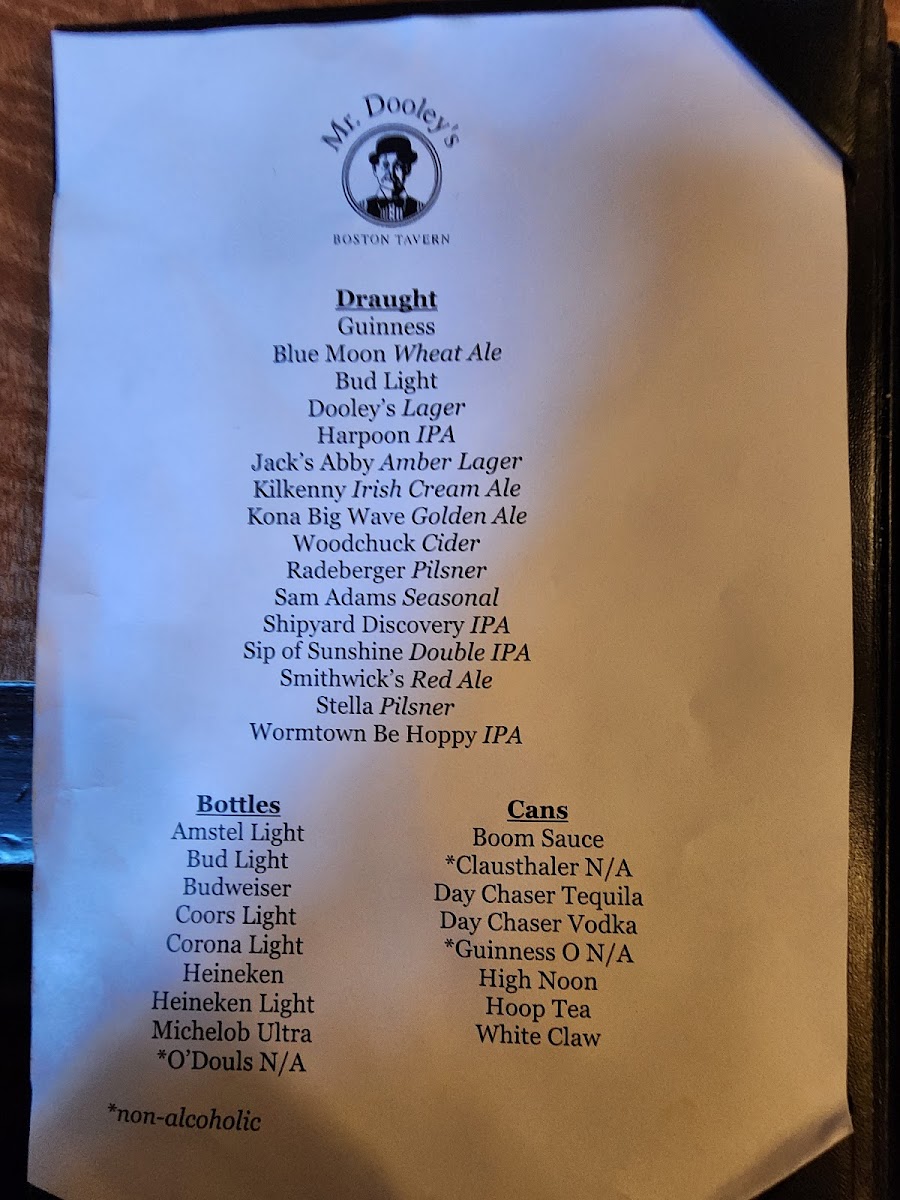 Mr. Dooley's
BOSTON TAVERN
Draught
Guinness
Blue Moon Wheat Ale
Bud Light
Dooley's Lager
Harpoon IPA
Jack's Abby Amber Lager
Kilkenny Irish Cream Ale
Kona Big Wave Golden Ale
Woodchuck Cider
Radeberger Pilsner
Sam Adams Seasonal
Shipyard Discovery IPA
Sip of Sunshine Double IPA
Smithwick's Red Ale
Stella Pilsner
Wormtown Be Hoppy IPA
Bottles
Amstel Light
Bud Light
Budweiser
Coors Light
Corona Light
Heineken
Heineken Light
Michelob Ultra
*O'Douls N/A
Cans
Boom Sauce
*Clausthaler N/A
Day Chaser Tequila
Day Chaser Vodka
*Guinness O N/A
High Noon
Hoop Tea
White Claw
*non-alcoholic